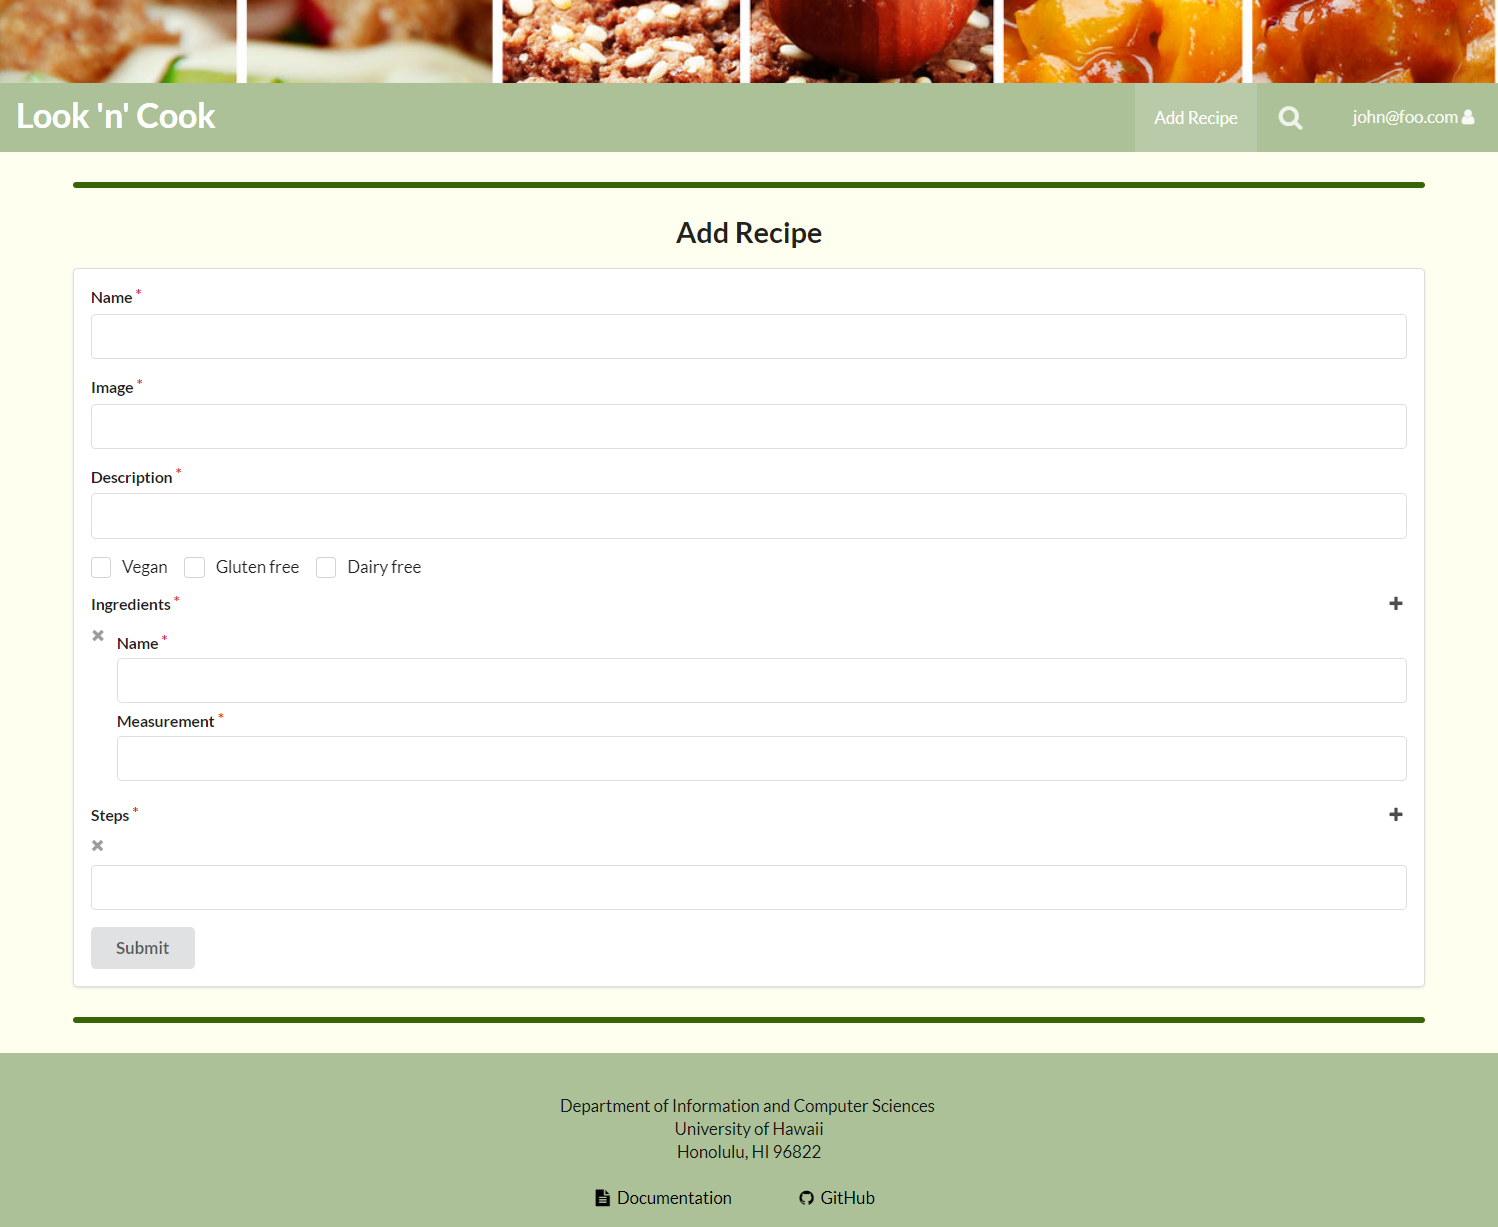 Look 'n' Cook
Add Recipe
john@foo.com
Add Recipe
Name *
Image *
Description *
Vegan Gluten free Dairy free
Ingredients *
Name *
Measurement *
Steps *
Submit
Department of Information and Computer Sciences
University of Hawaii
Honolulu, HI 96822
Documentation GitHub